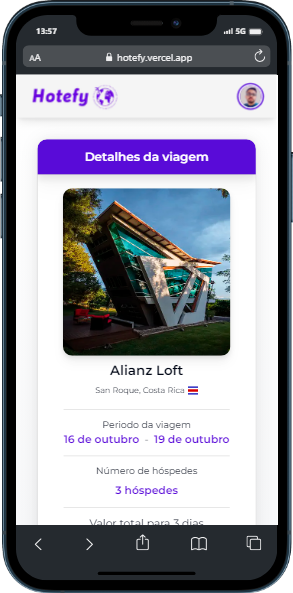 13:57
5G
AA hotefy.vercel.app
Hotefy
Detalhes da viagem
Alianz Loft
San Roque, Costa Rica
Periodo da viagem
16 de outubro - 19 de outubro
Número de hóspedes
3 hóspedes
Valor total para 3 dias